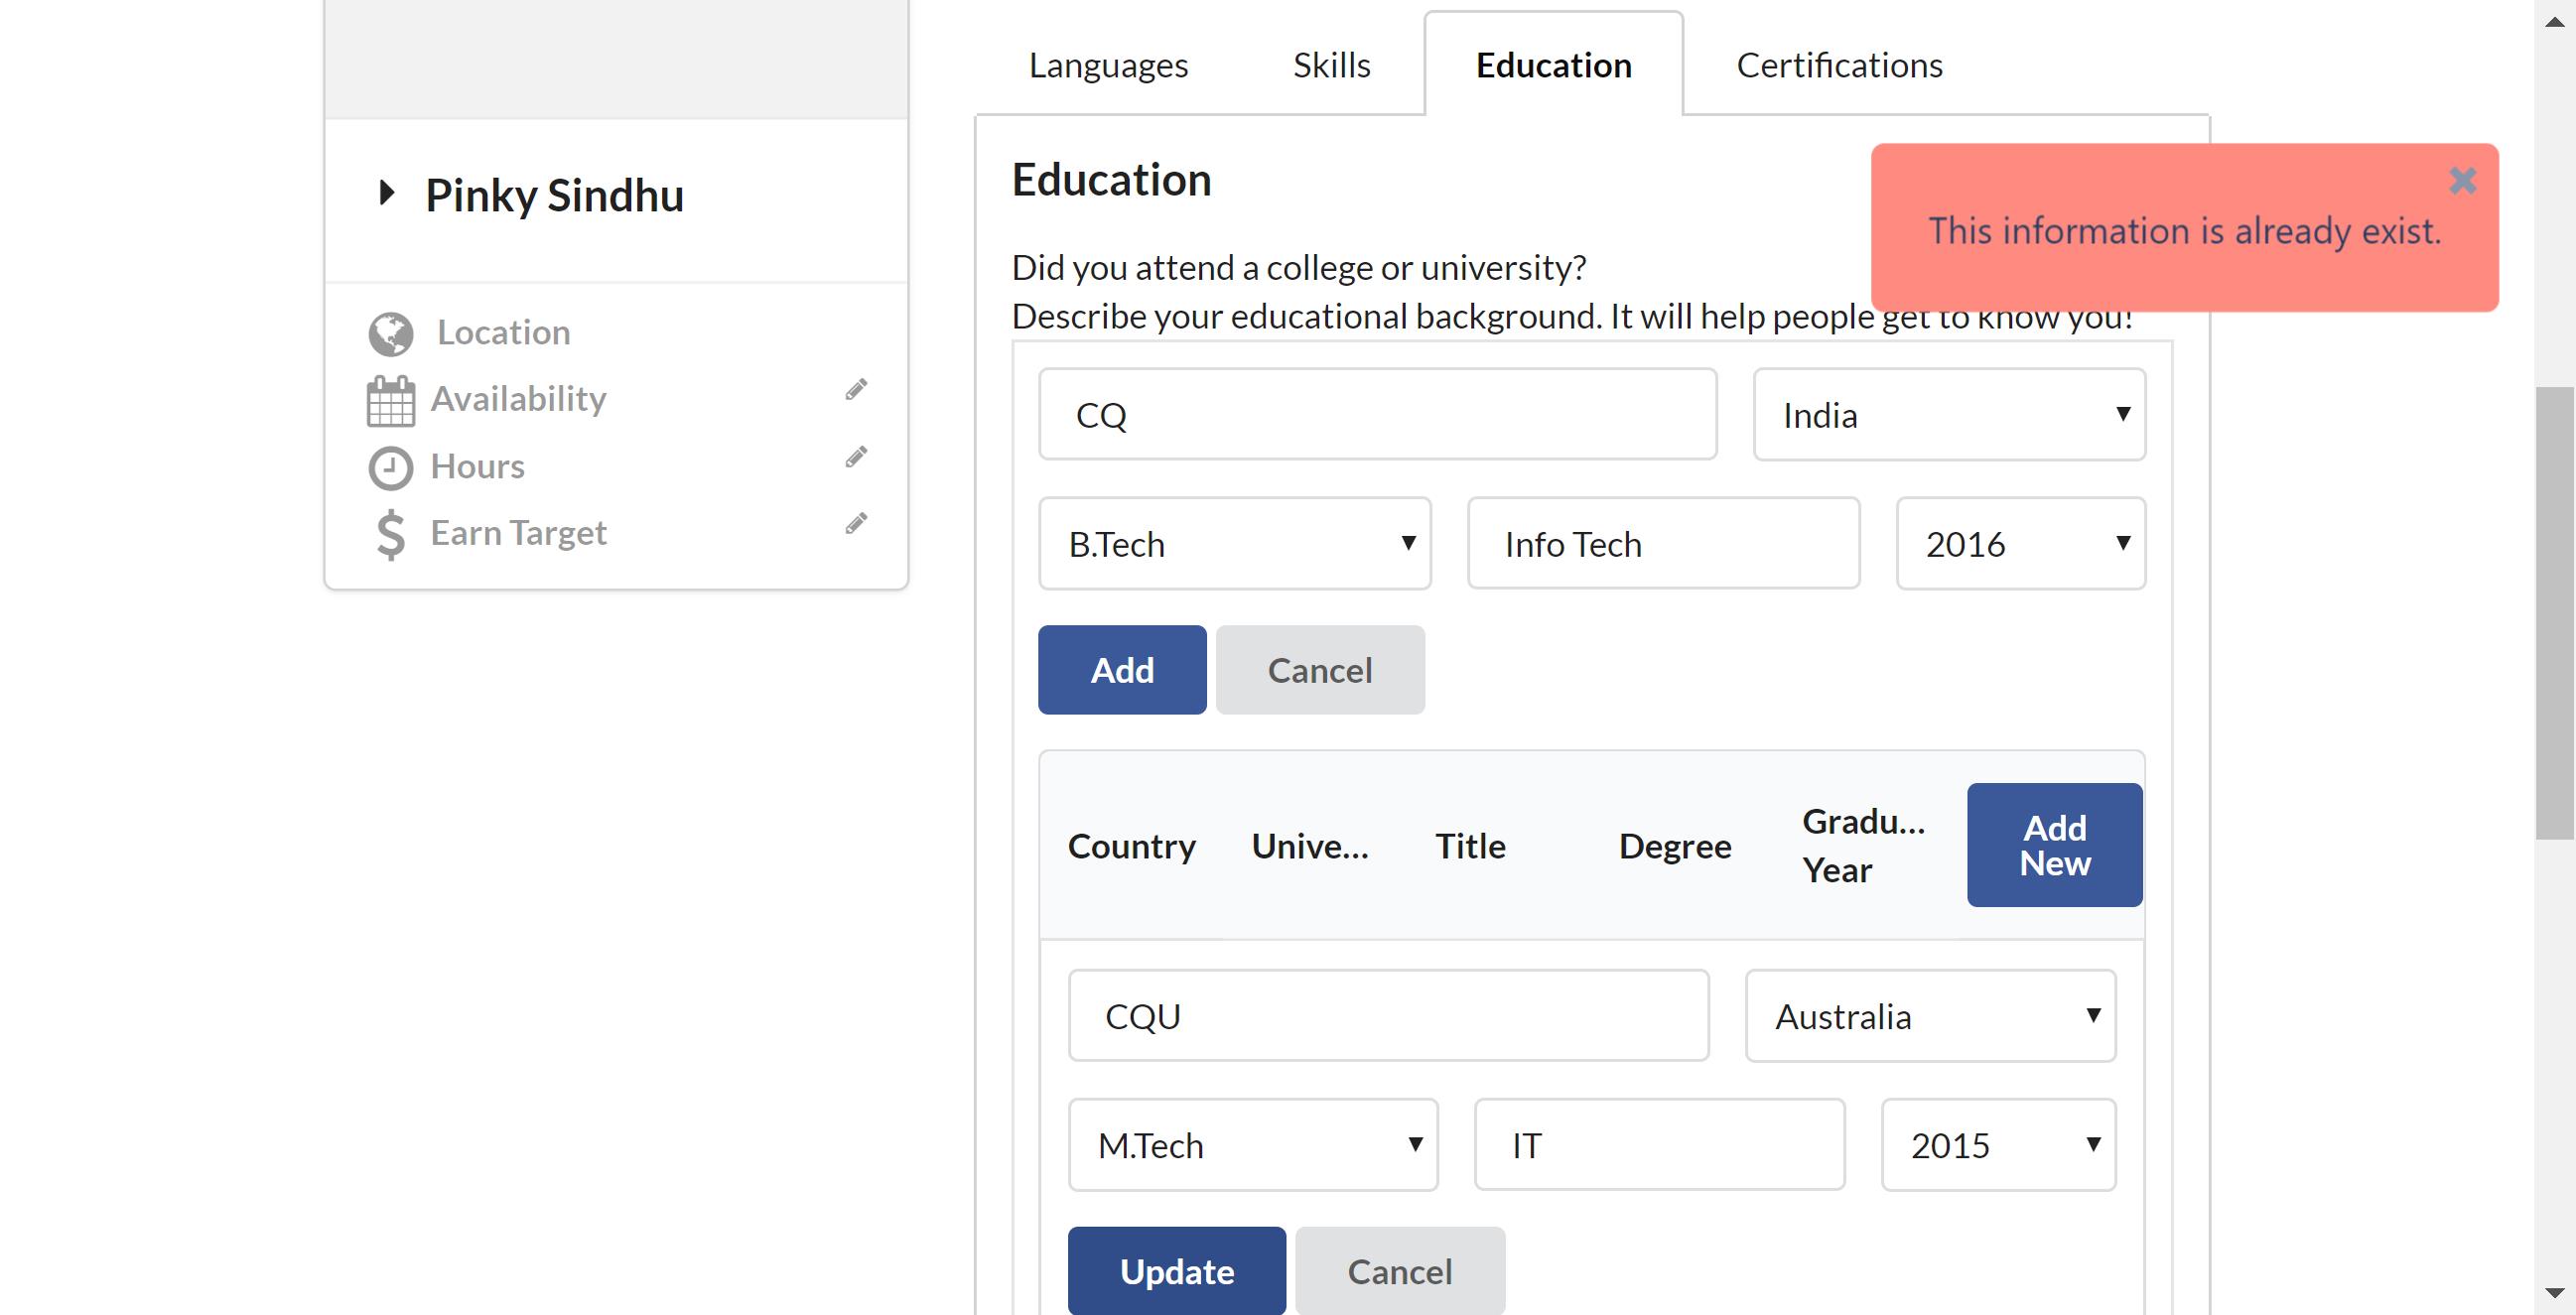 Languages
Skills
Education
Certifications
Pinky Sindhu
Location
Availability
Hours
Earn Target
Education
Did you attend a college or university?
Describe your educational background. It will help people get to know you!
This information is already exist.
CQ
India
B.Tech
Info Tech
2016
Add
Cancel
Country
Unive...
Title
Degree
Gradu...
Year
Add
New
CQU
Australia
M.Tech
IT
2015
Update
Cancel